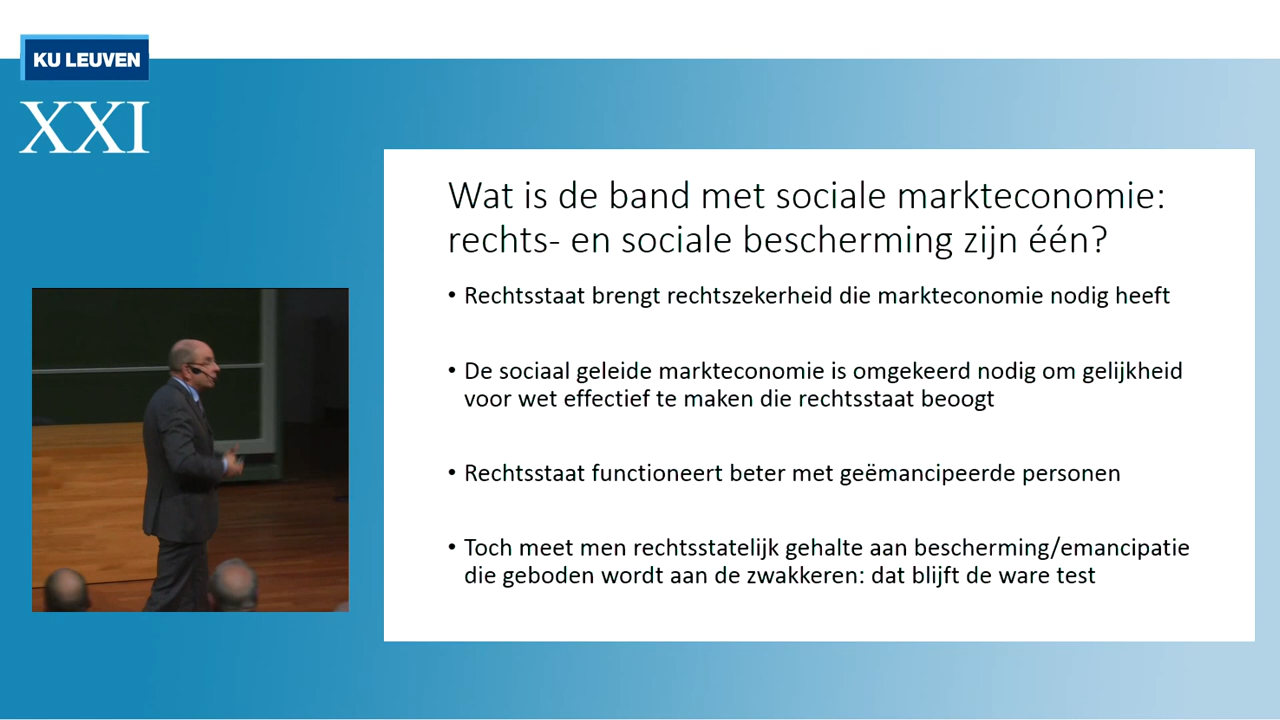 KU LEUVEN
XXI
Wat is de band met sociale markteconomie:
rechts- en sociale bescherming zijn één?
• Rechtsstaat brengt rechtszekerheid die markteconomie nodig heeft
• De sociaal geleide markteconomie is omgekeerd nodig om gelijkheid
voor wet effectief te maken die rechtsstaat beoogt
• Rechtsstaat functioneert beter met geëmancipeerde personen
• Toch meet men rechtsstatelijk gehalte aan bescherming/emancipatie
die geboden wordt aan de zwakkeren: dat blijft de ware test